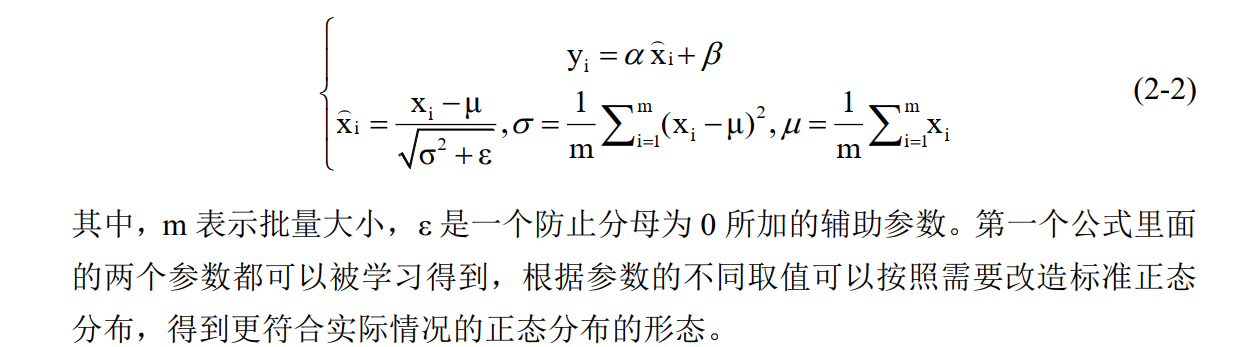 yᵢ = α x̂ᵢ + β
x̂ᵢ = (xᵢ − μ) / √(σ² + ε), σ = (1/m) ∑ᵢ₌₁ᵐ (xᵢ − μ)², μ = (1/m) ∑ᵢ₌₁ᵐ xᵢ (2-2)
其中，m 表示批量大小，ε 是一个防止分母为 0 所加的辅助参数。第一个公式里面
的两个参数都可以被学习得到，根据参数的不同取值可以按照需要改造标准正态
分布，得到更符合实际情况的正态分布的形态。